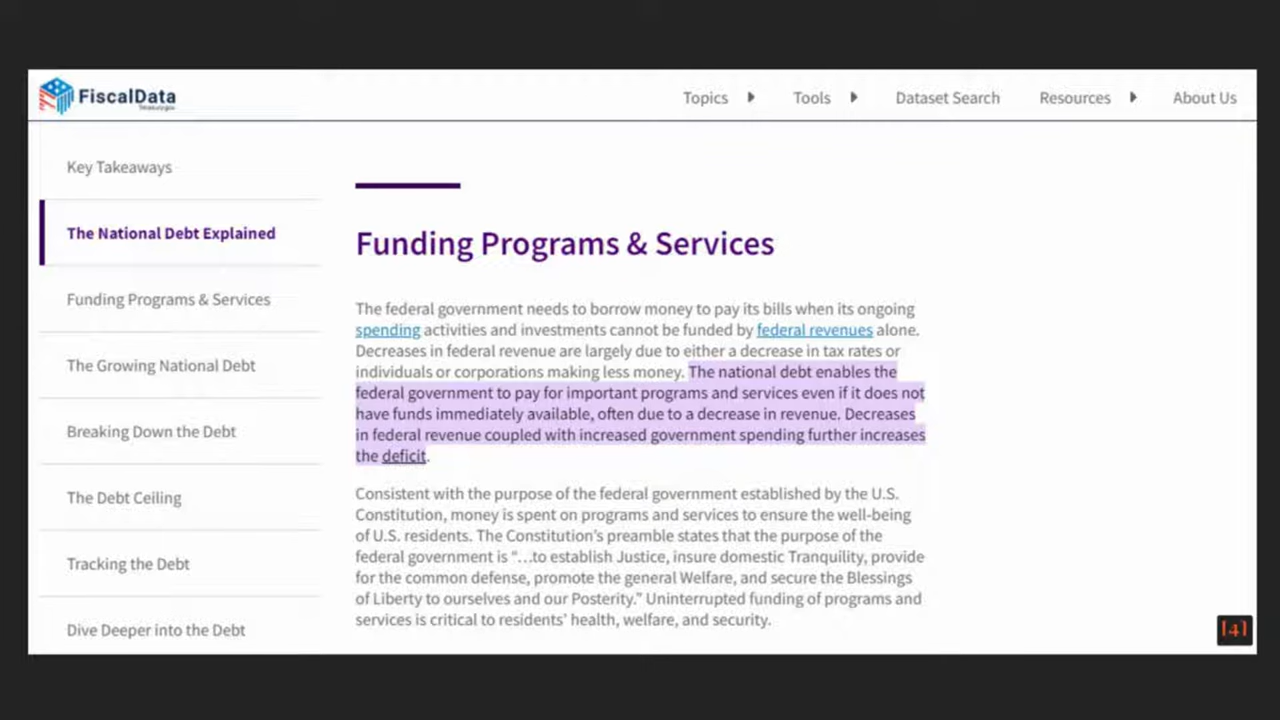 FiscalData
Topics
Tools
Dataset Search
Resources
About Us
Key Takeaways
The National Debt Explained
Funding Programs & Services
The Growing National Debt
Breaking Down the Debt
The Debt Ceiling
Tracking the Debt
Dive Deeper into the Debt
Funding Programs & Services
The federal government needs to borrow money to pay its bills when its ongoing
spending activities and investments cannot be funded by federal revenues alone.
Decreases in federal revenue are largely due to either a decrease in tax rates or
individuals or corporations making less money. The national debt enables the
federal government to pay for important programs and services even if it does not
have funds immediately available, often due to a decrease in revenue. Decreases
in federal revenue coupled with increased government spending further increases
the deficit.
Consistent with the purpose of the federal government established by the U.S.
Constitution, money is spent on programs and services to ensure the well-being
of U.S. residents. The Constitution’s preamble states that the purpose of the
federal government is “…to establish Justice, insure domestic Tranquility, provide
for the common defense, promote the general Welfare, and secure the Blessings
of Liberty to ourselves and our Posterity.” Uninterrupted funding of programs and
services is critical to residents’ health, welfare, and security.
[4]